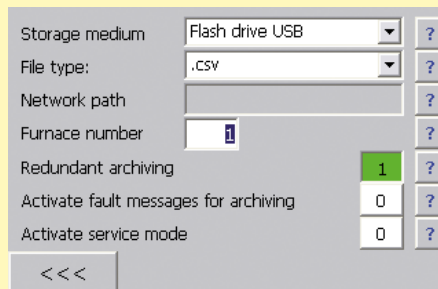 Storage medium Flash drive USB ?
File type: .csv ?
Network path ?
Furnace number 1 ?
Redundant archiving 1 ?
Activate fault messages for archiving 0 ?
Activate service mode 0 ?
<<<